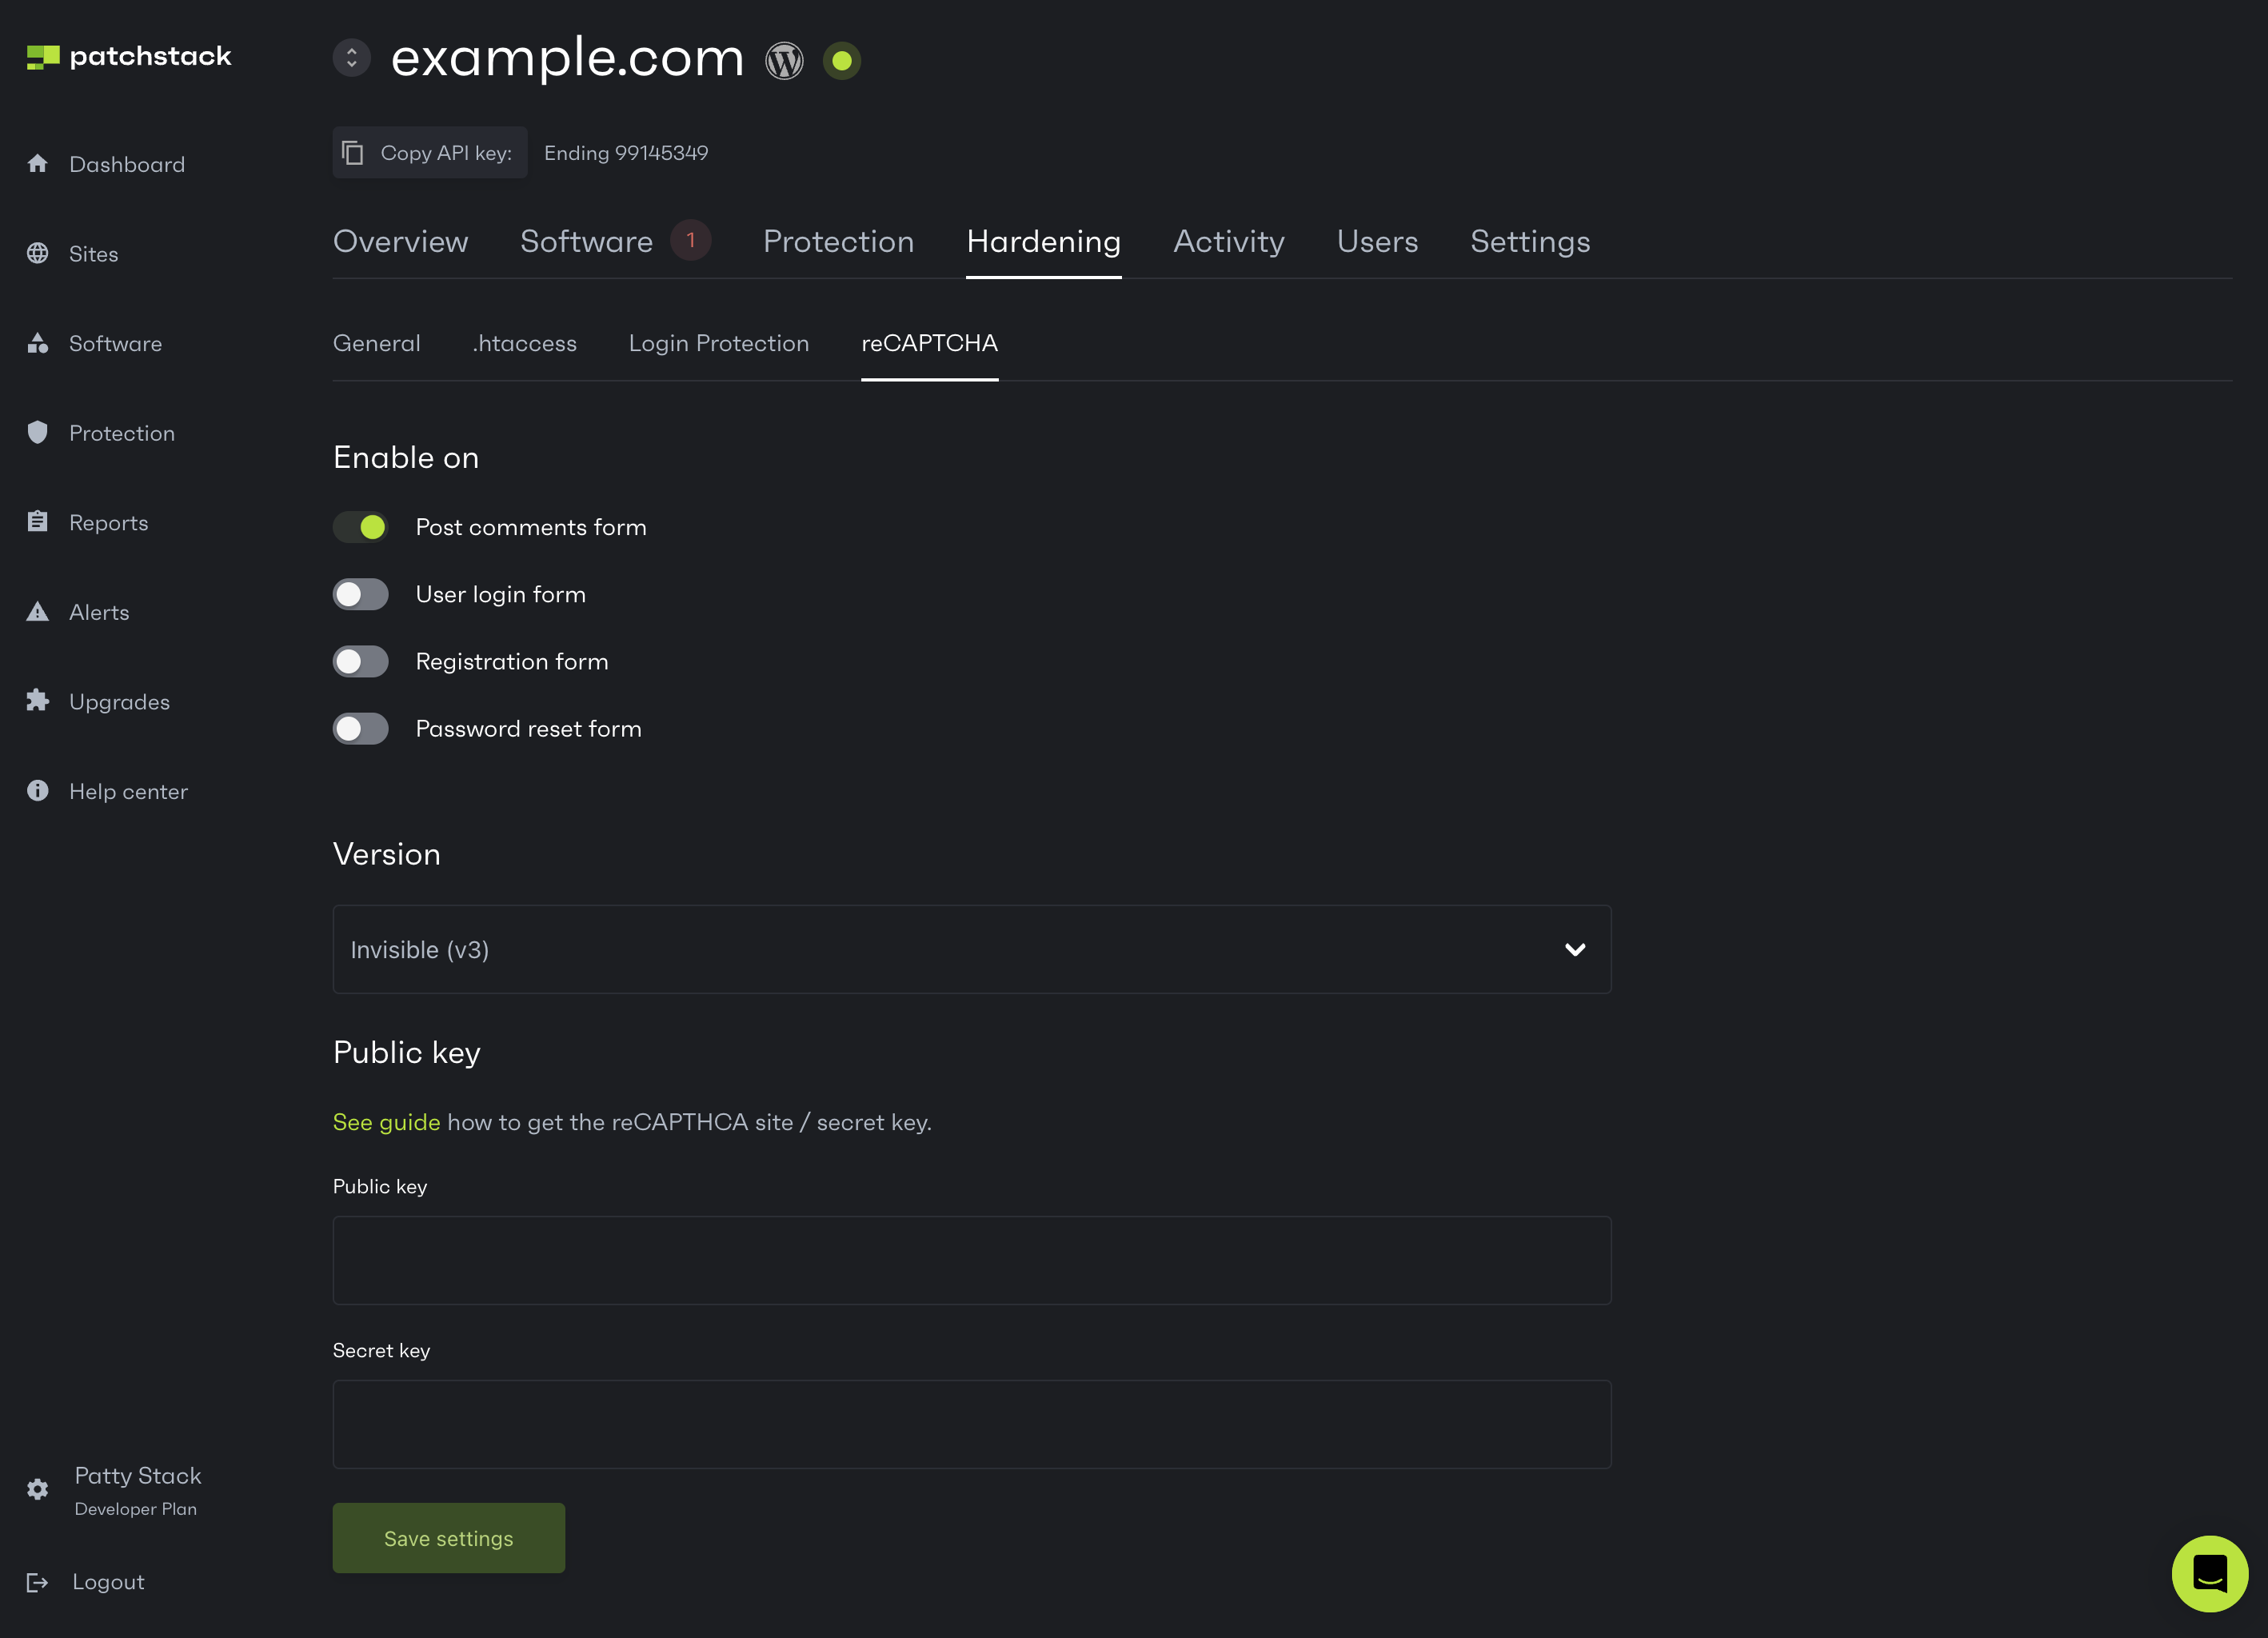 patchstack
Dashboard
Sites
Software
Protection
Reports
Alerts
Upgrades
Help center
Patty Stack
Developer Plan
Logout
example.com
Copy API key: Ending 99145349
Overview Software 1 Protection Hardening Activity Users Settings
General .htaccess Login Protection reCAPTCHA
Enable on
Post comments form
User login form
Registration form
Password reset form
Version
Invisible (v3)
Public key
See guide how to get the reCAPTHCA site / secret key.
Public key
Secret key
Save settings